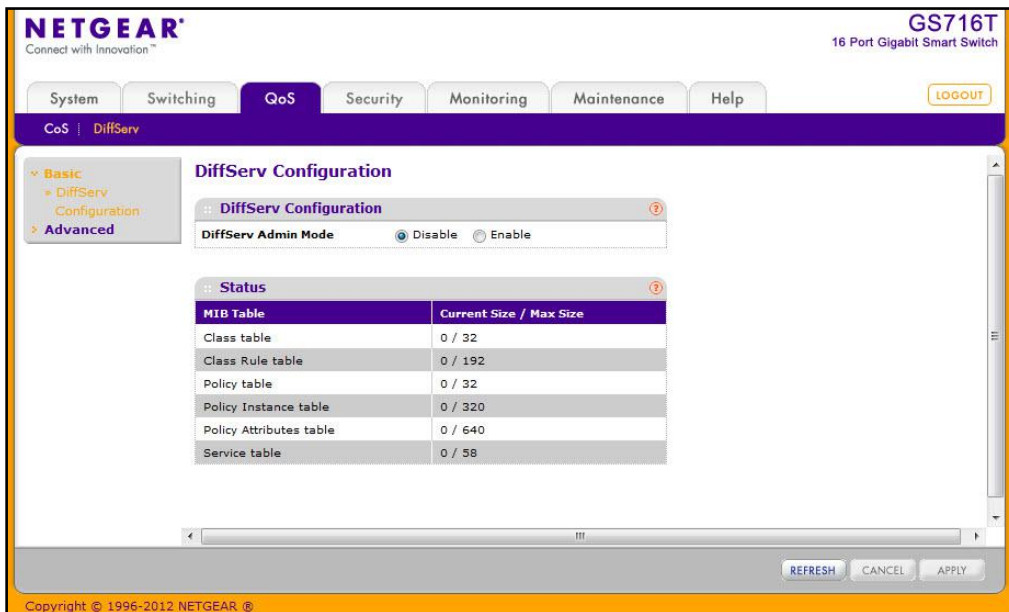 NETGEAR®
Connect with Innovation™
GS716T
16 Port Gigabit Smart Switch
System
Switching
QoS
Security
Monitoring
Maintenance
Help
LOGOUT
CoS
DiffServ
Basic
DiffServ
Configuration
Advanced
DiffServ Configuration
DiffServ Configuration
?
DiffServ Admin Mode Disable Enable
Status
?
MIB Table Current Size / Max Size
Class table 0 / 32
Class Rule table 0 / 192
Policy table 0 / 32
Policy Instance table 0 / 320
Policy Attributes table 0 / 640
Service table 0 / 58
REFRESH
CANCEL
APPLY
Copyright © 1996-2012 NETGEAR ®